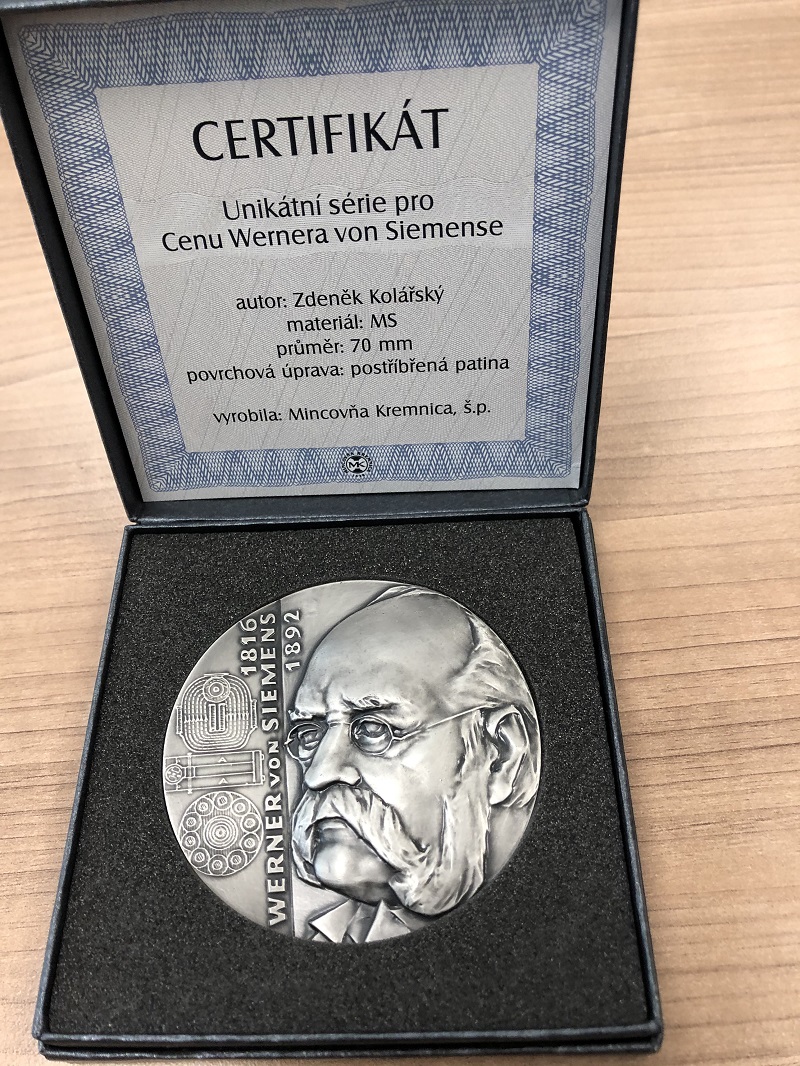 CERTIFIKÁT
Unikátní série pro
Cenu Wernera von Siemense
autor: Zdeněk Kolářský
materiál: MS
průměr: 70 mm
povrchová úprava: postříbřená patina
vyrobila: Mincovňa Kremnica, š.p.
MK
1816
WERNER VON SIEMENS
1892